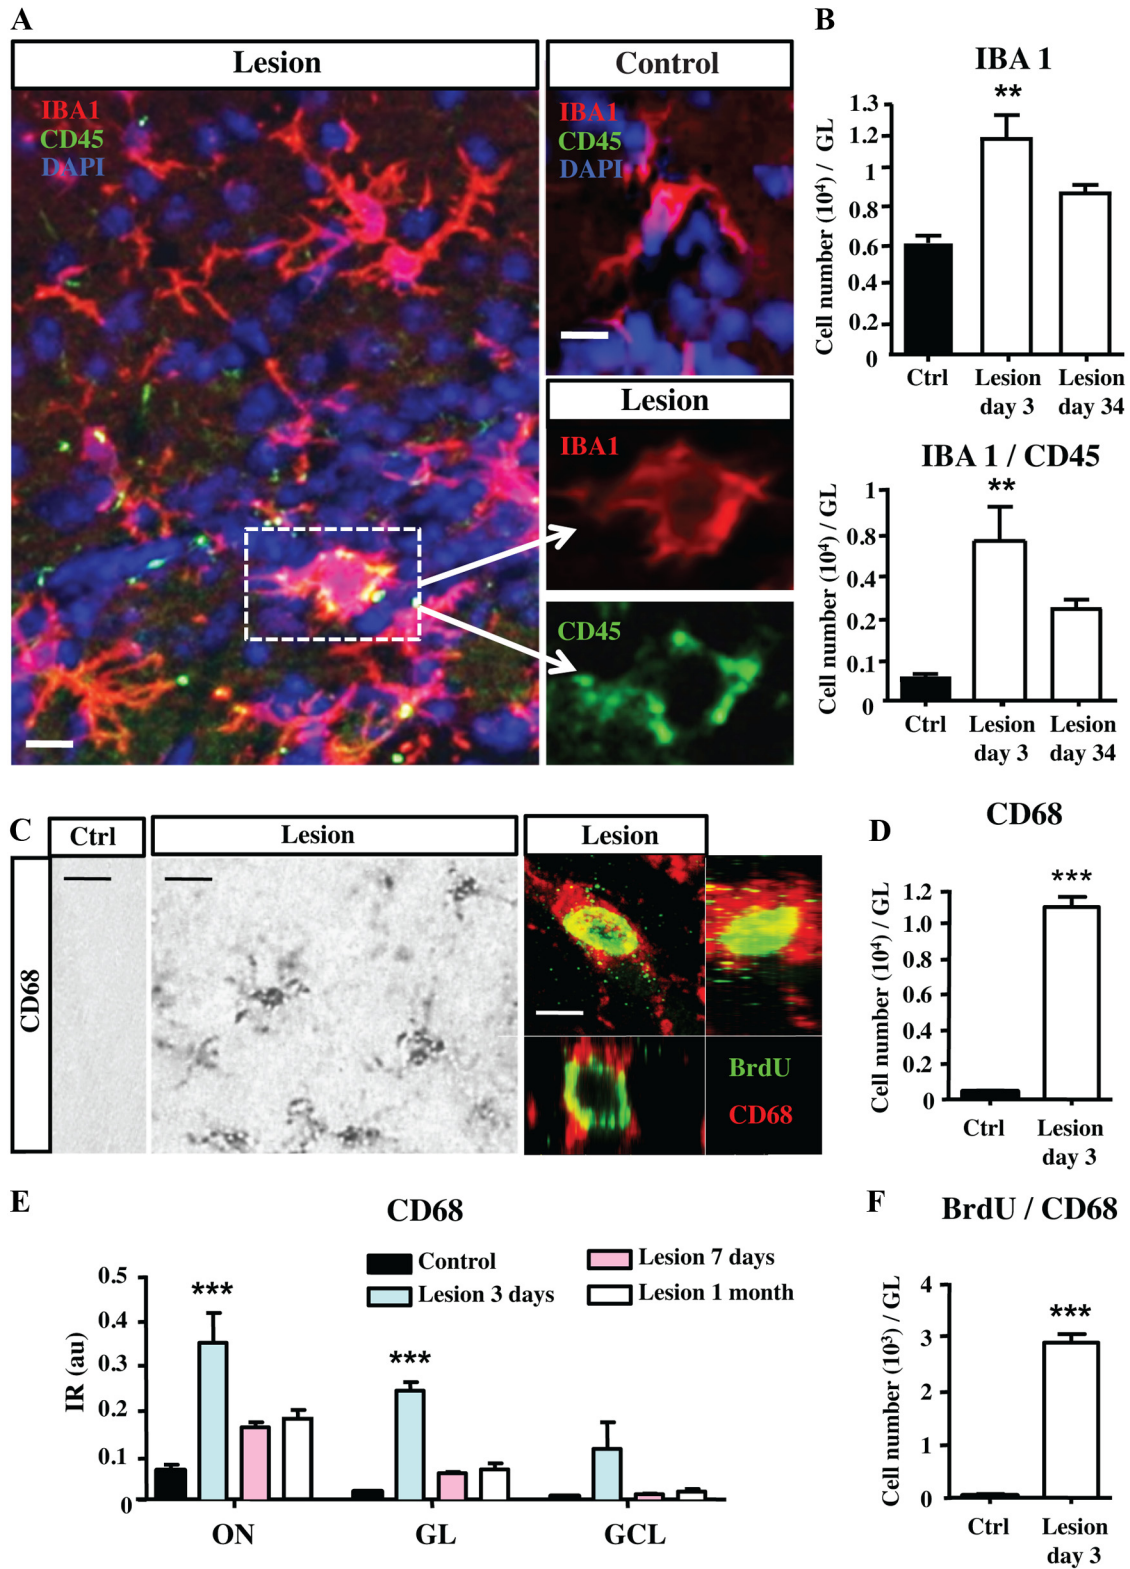 A
Lesion
IBA1
CD45
DAPI
Control
IBA1
CD45
DAPI
Lesion
IBA1
CD45
B
IBA 1
**
Cell number (10⁴) / GL
1.3
1.2
1
0.8
0.6
0.4
0.2
0
Ctrl
Lesion
day 3
Lesion
day 34
IBA 1 / CD45
**
Cell number (10⁴) / GL
1
0.8
0.4
0.2
0.1
0
Ctrl
Lesion
day 3
Lesion
day 34
C
Ctrl
Lesion
Lesion
CD68
BrdU
CD68
D
CD68
***
Cell number (10⁴) / GL
1.2
1.0
0.8
0.6
0.4
0.2
0
Ctrl
Lesion
day 3
E
CD68
Control
Lesion 3 days
Lesion 7 days
Lesion 1 month
IR (au)
0.5
0.4
0.3
0.2
0.1
0
***
***
ON
GL
GCL
F
BrdU / CD68
***
Cell number (10³) / GL
4
3
2
1
0
Ctrl
Lesion
day 3